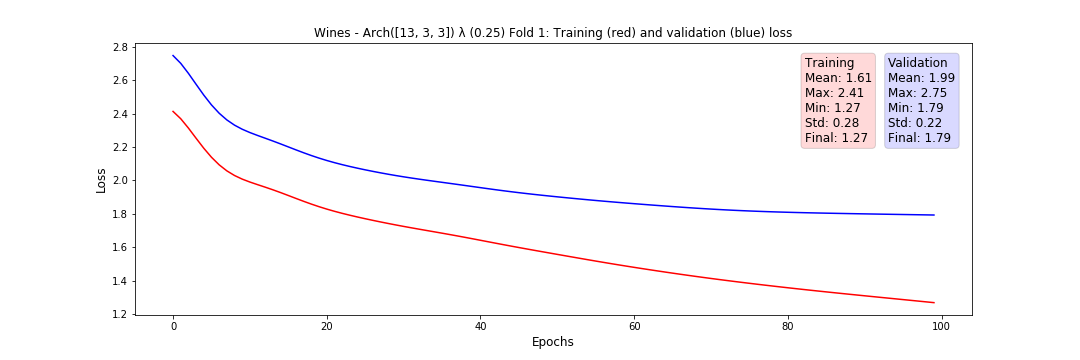 Wines - Arch([13, 3, 3]) λ (0.25) Fold 1: Training (red) and validation (blue) loss
Training
Mean: 1.61
Max: 2.41
Min: 1.27
Std: 0.28
Final: 1.27
Validation
Mean: 1.99
Max: 2.75
Min: 1.79
Std: 0.22
Final: 1.79
Loss
2.8
2.6
2.4
2.2
2.0
1.8
1.6
1.4
1.2
0 20 40 60 80 100
Epochs